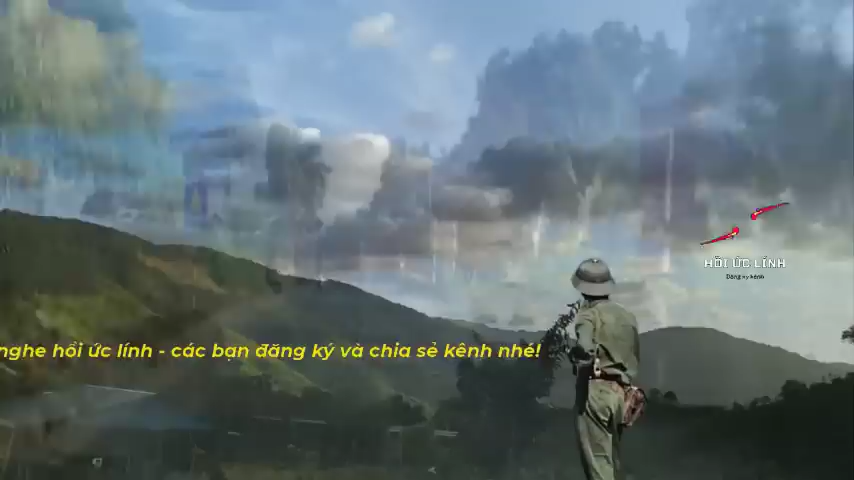 HỒI ỨC LÍNH
Đăng ký kênh
nghe hồi ức lính - các bạn đăng ký và chia sẻ kênh nhé!